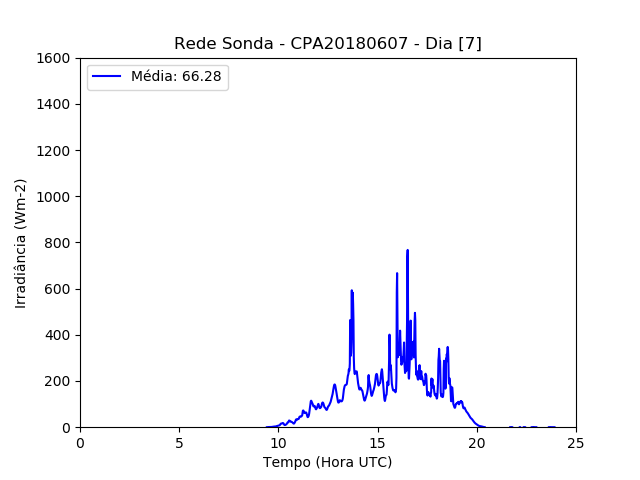 Rede Sonda - CPA20180607 - Dia [7]
Média: 66.28
Irradiância (Wm-2)
1600
1400
1200
1000
800
600
400
200
0
0 5 10 15 20 25
Tempo (Hora UTC)